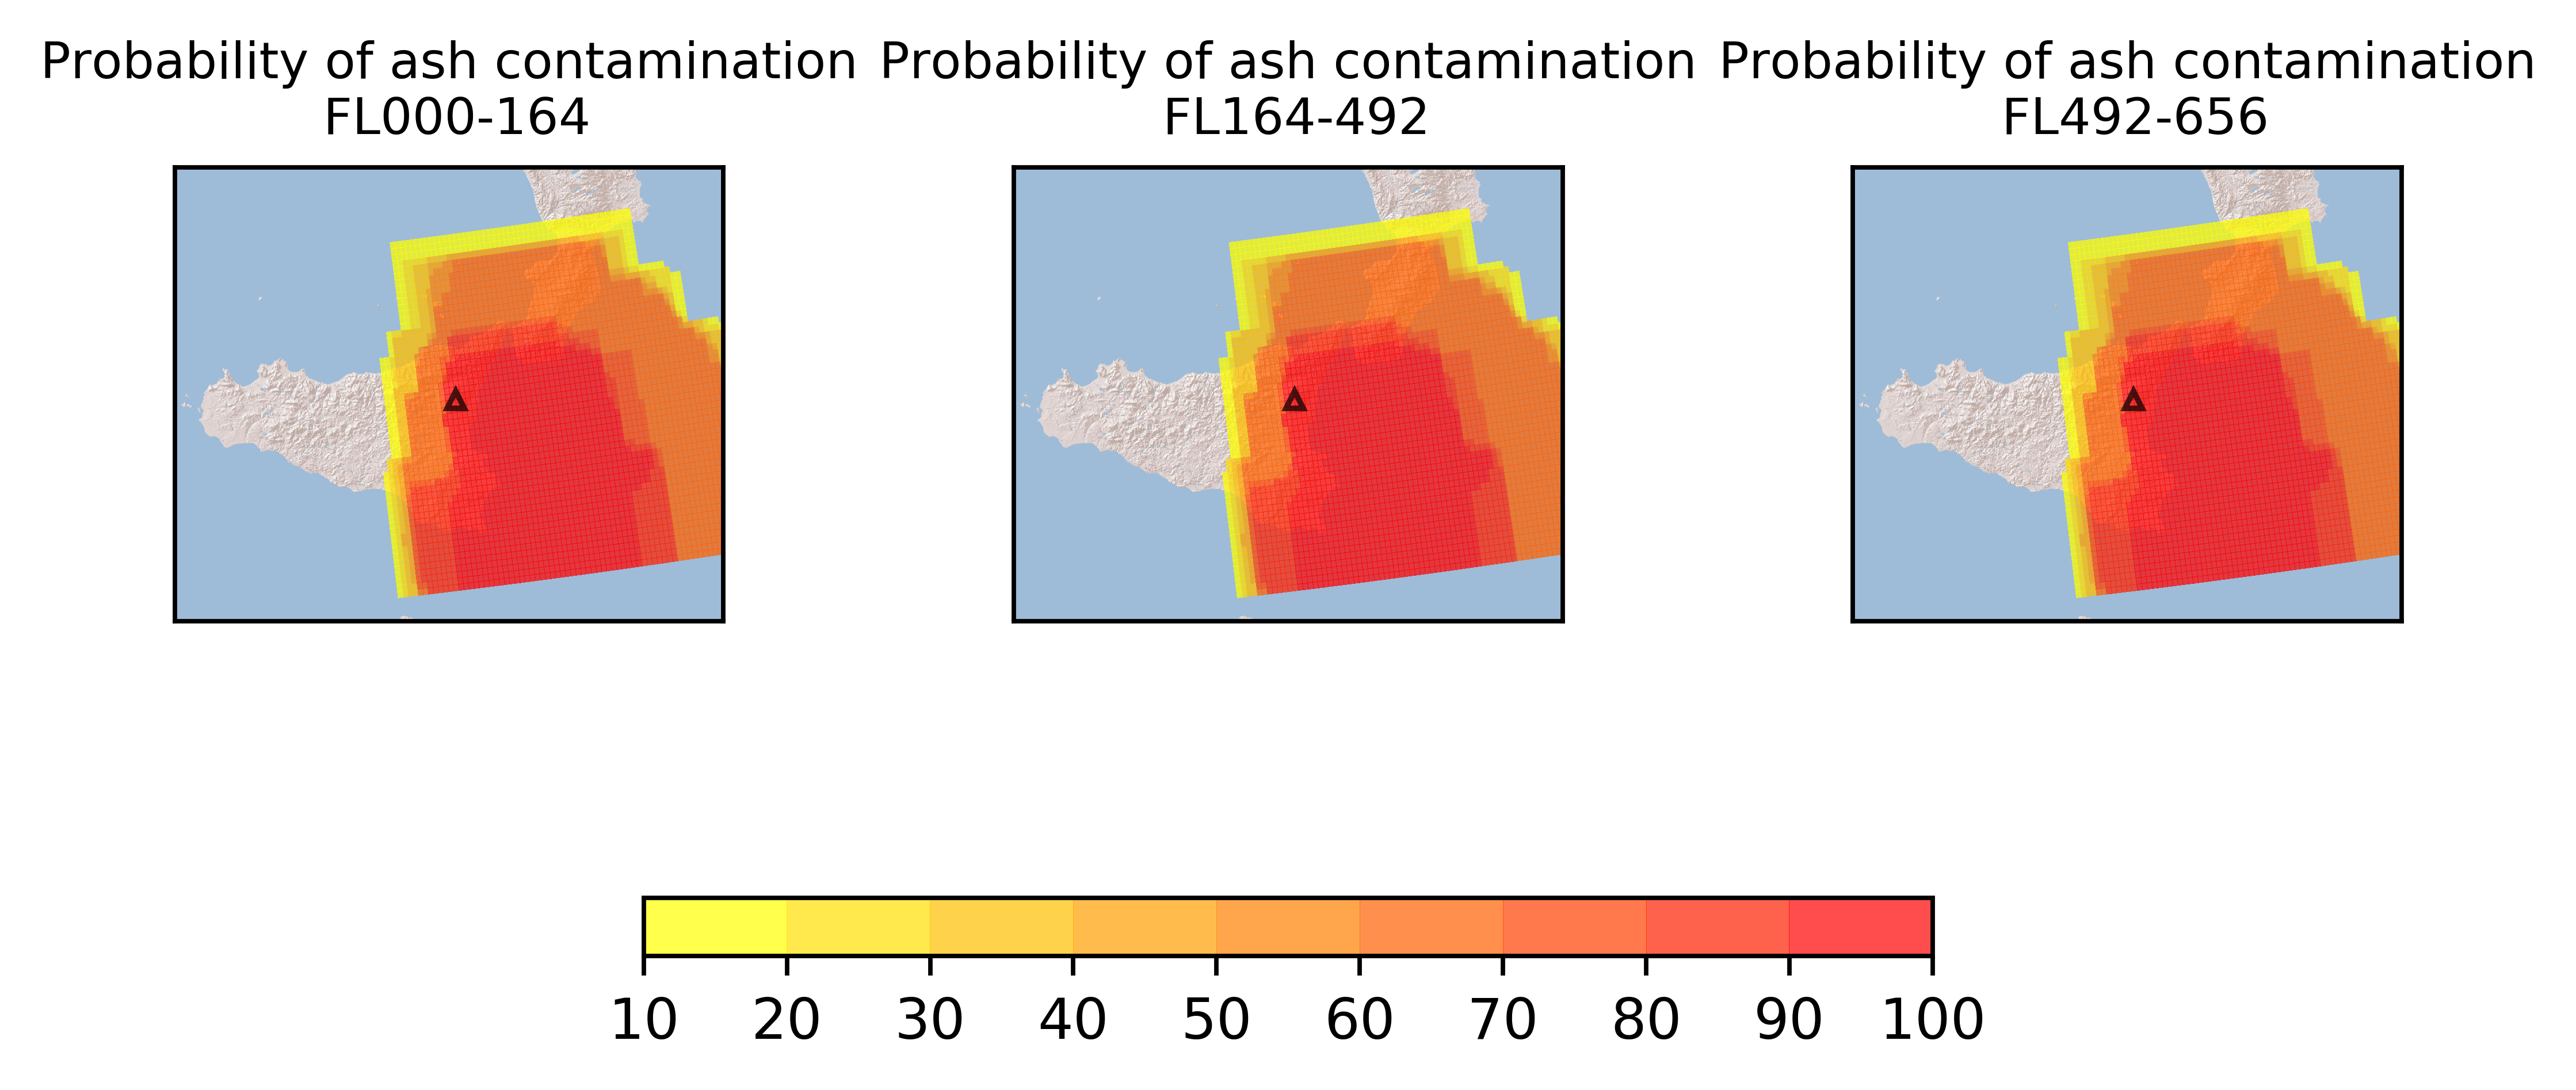 Probability of ash contamination
FL000-164
Probability of ash contamination
FL164-492
Probability of ash contamination
FL492-656
10 20 30 40 50 60 70 80 90 100